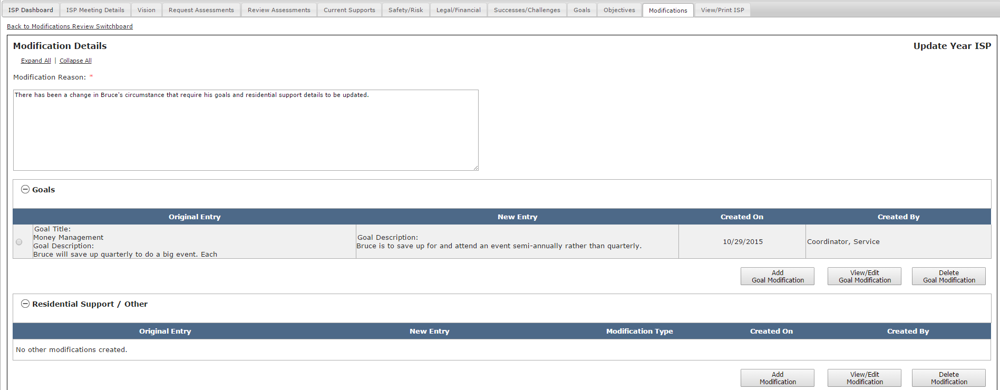 ISP Dashboard ISP Meeting Details Vision Request Assessments Review Assessments Current Supports Safety/Risk Legal/Financial Successes/Challenges Goals Objectives Modifications View/Print ISP
Back to Modifications Review Switchboard
Modification Details Update Year ISP
Expand All | Collapse All
Modification Reason: *
There has been a change in Bruce's circumstance that require his goals and residential support details to be updated.
Goals
Original Entry New Entry Created On Created By
Goal Title:
Money Management
Goal Description:
Bruce will save up quarterly to do a big event. Each
Goal Description:
Bruce is to save up for and attend an event semi-annually rather than quarterly.
10/29/2015
Coordinator, Service
Add
Goal Modification
View/Edit
Goal Modification
Delete
Goal Modification
Residential Support / Other
Original Entry New Entry Modification Type Created On Created By
No other modifications created.
Add
Modification
View/Edit
Modification
Delete
Modification